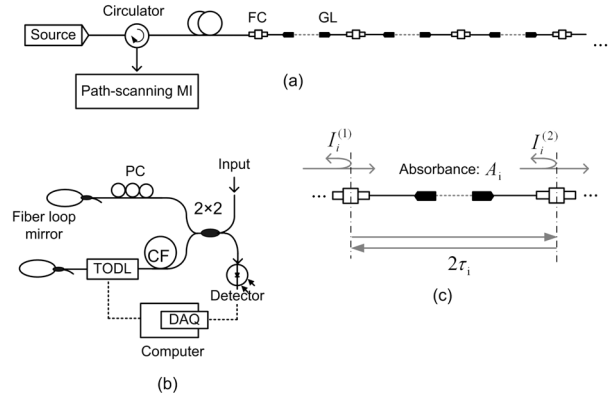 Circulator
FC
GL
Source
...
Path-scanning MI
(a)
PC
Input
2×2
Fiber loop
mirror
CF
TODL
Detector
DAQ
Computer
(b)
I_i^(1)
I_i^(2)
Absorbance: A_i
...
...
2τ_i
(c)